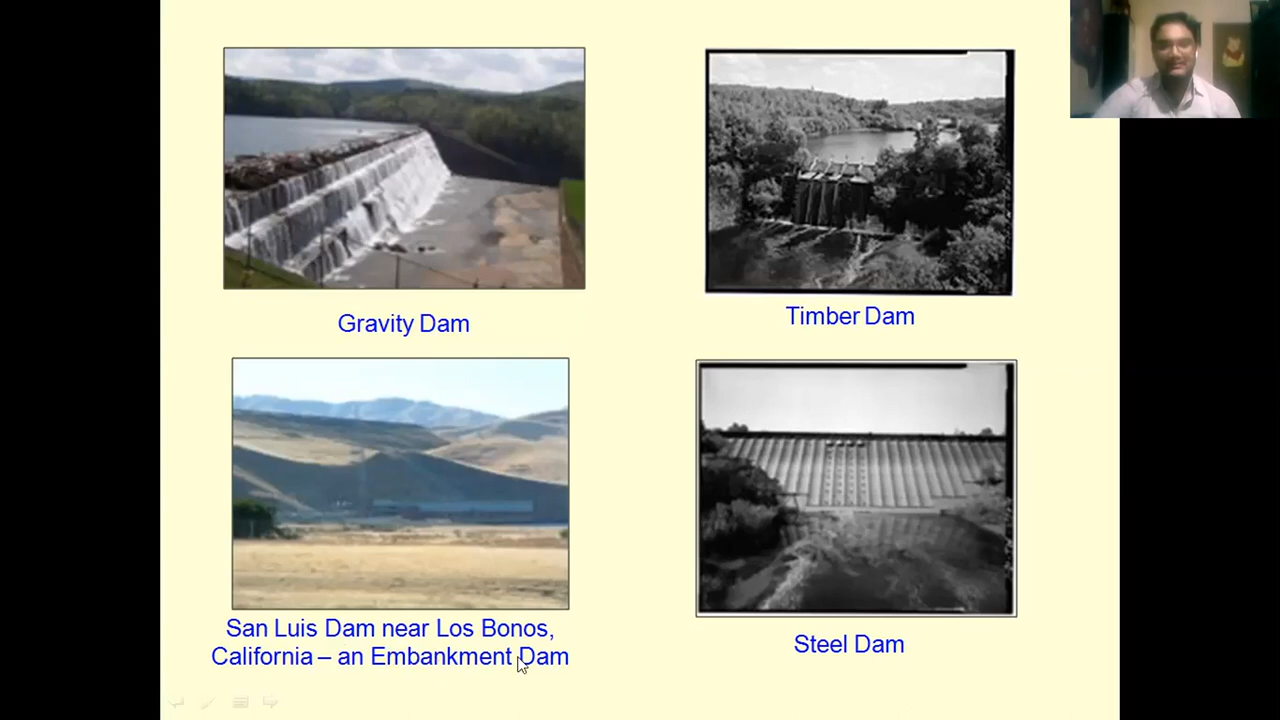 Gravity Dam
Timber Dam
San Luis Dam near Los Bonos,
California – an Embankment Dam
Steel Dam